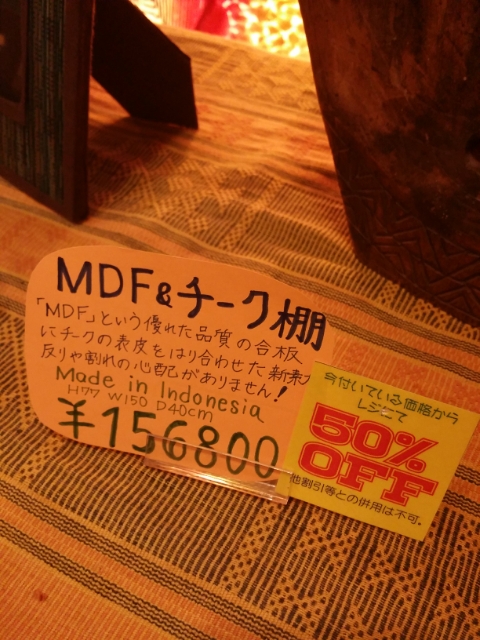 MDF&チーク棚
「MDF」という優れた品質の合板
にチークの表皮をはり合わせた新素
反りや割れの心配がありません!
Made in Indonesia
H77 W150 D40cm
¥156800
今付いている価格から
レジにて
50%
OFF
他割引等との併用は不可.